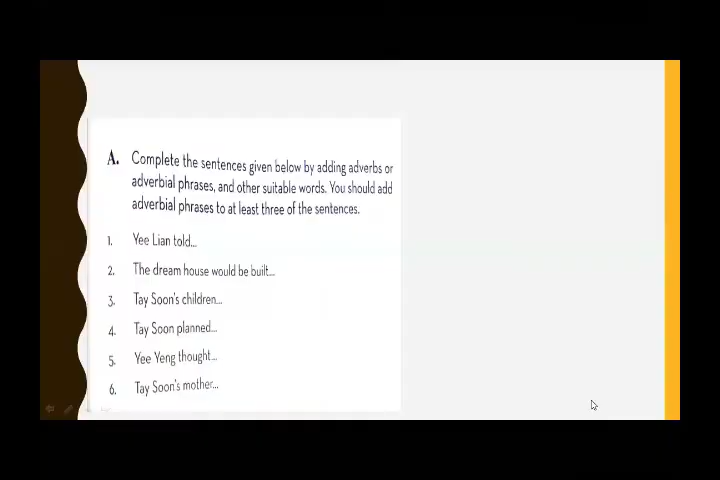 A. Complete the sentences given below by adding adverbs or
adverbial phrases, and other suitable words. You should add
adverbial phrases to at least three of the sentences.
1. Yee Lian told...
2. The dream house would be built...
3. Tay Soon's children...
4. Tay Soon planned...
5. Yee Yeng thought...
6. Tay Soon's mother...